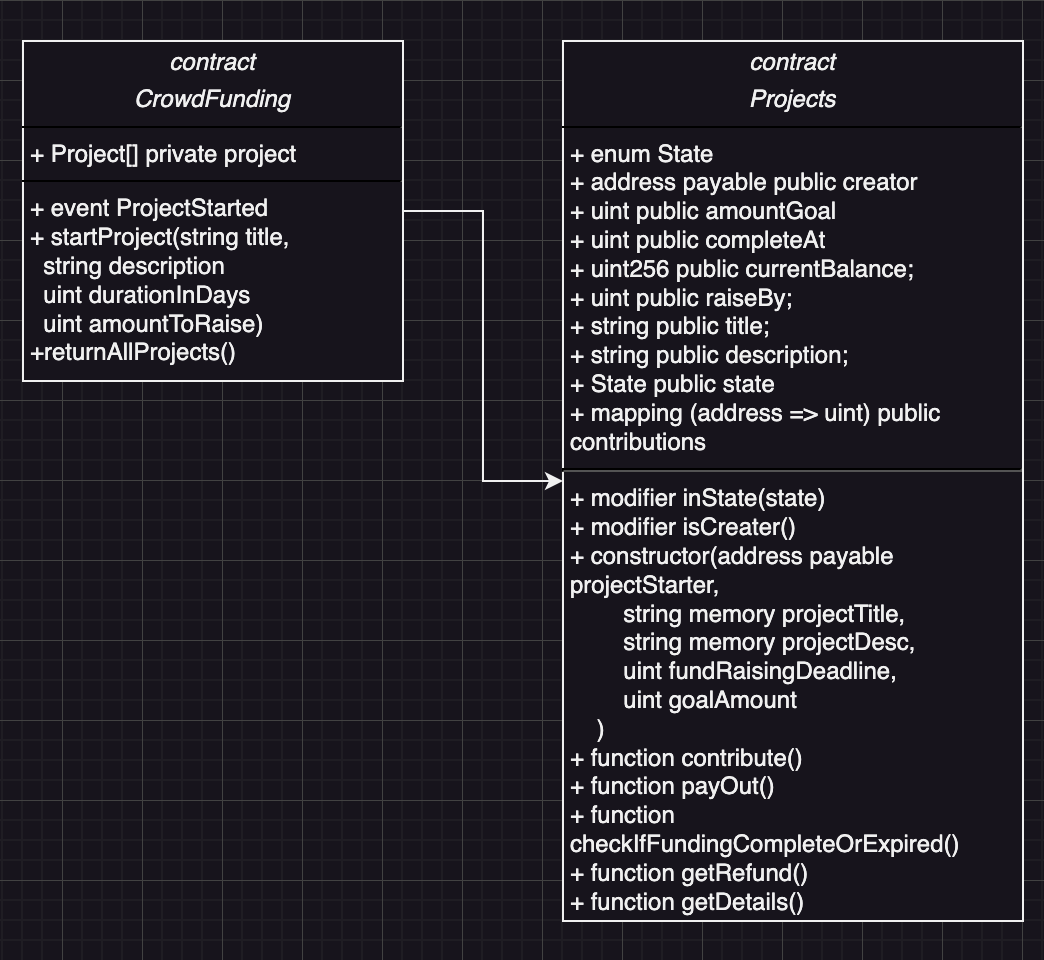 contract
CrowdFunding
+ Project[] private project
+ event ProjectStarted
+ startProject(string title,
string description
uint durationInDays
uint amountToRaise)
+returnAllProjects()
contract
Projects
+ enum State
+ address payable public creator
+ uint public amountGoal
+ uint public completeAt
+ uint256 public currentBalance;
+ uint public raiseBy;
+ string public title;
+ string public description;
+ State public state
+ mapping (address => uint) public
contributions
+ modifier inState(state)
+ modifier isCreater()
+ constructor(address payable
projectStarter,
string memory projectTitle,
string memory projectDesc,
uint fundRaisingDeadline,
uint goalAmount
)
+ function contribute()
+ function payOut()
+ function
checkIfFundingCompleteOrExpired()
+ function getRefund()
+ function getDetails()